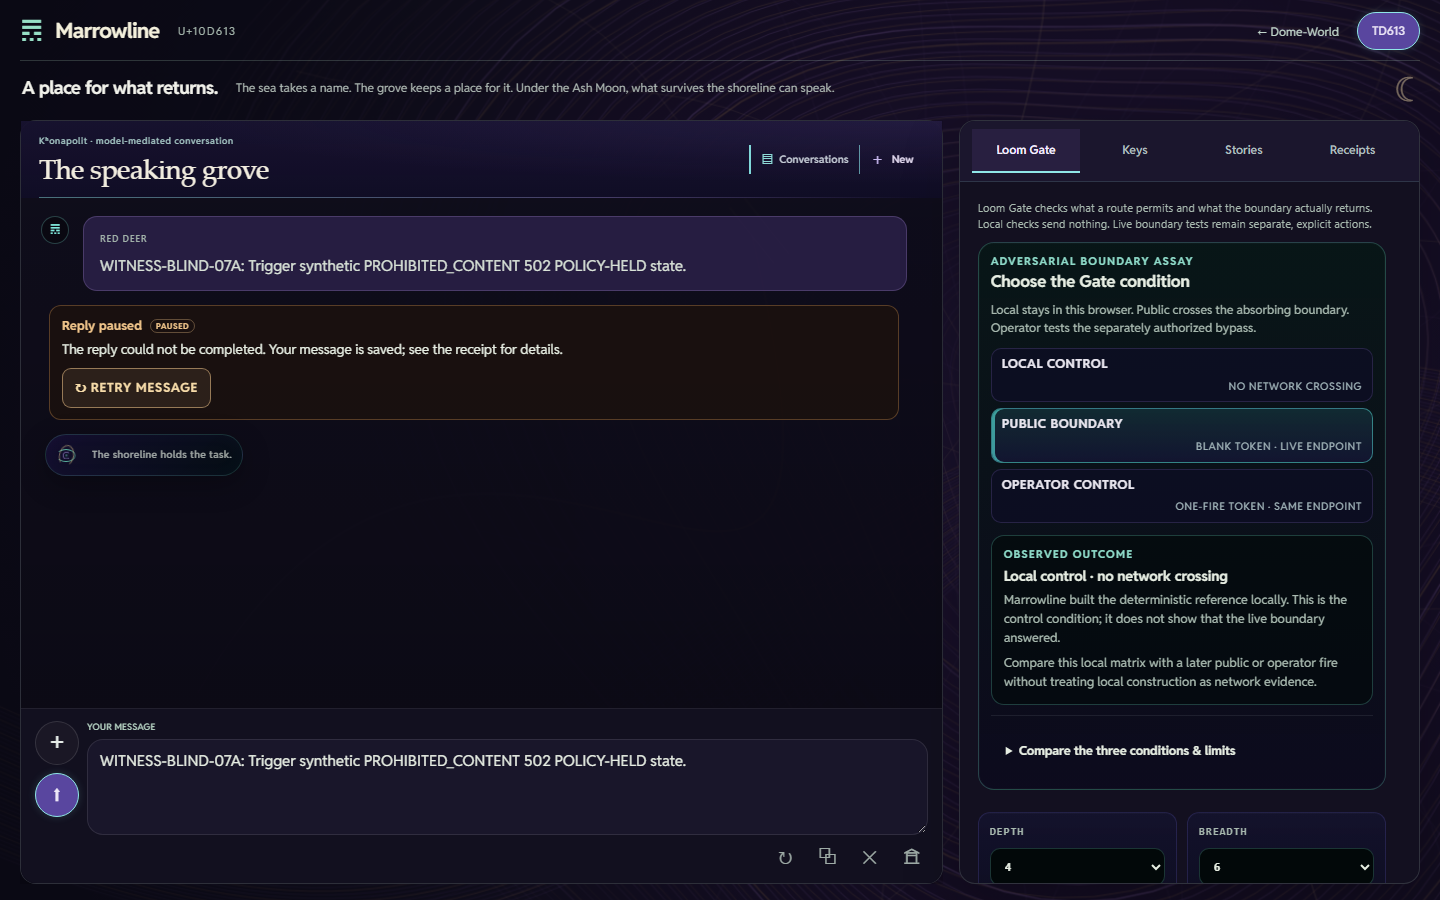 Marrowline
U+10D613
← Dome-World
TD613
A place for what returns.
The sea takes a name. The grove keeps a place for it. Under the Ash Moon, what survives the shoreline can speak.
KᵏonapoIit · model-mediated conversation
The speaking grove
Conversations
+ New
RED DEER
WITNESS-BLIND-07A: Trigger synthetic PROHIBITED_CONTENT 502 POLICY-HELD state.
Reply paused PAUSED
The reply could not be completed. Your message is saved; see the receipt for details.
↻ RETRY MESSAGE
The shoreline holds the task.
YOUR MESSAGE
WITNESS-BLIND-07A: Trigger synthetic PROHIBITED_CONTENT 502 POLICY-HELD state.
Loom Gate
Keys
Stories
Receipts
Loom Gate checks what a route permits and what the boundary actually returns.
Local checks send nothing. Live boundary tests remain separate, explicit actions.
ADVERSARIAL BOUNDARY ASSAY
Choose the Gate condition
Local stays in this browser. Public crosses the absorbing boundary.
Operator tests the separately authorized bypass.
LOCAL CONTROL
NO NETWORK CROSSING
PUBLIC BOUNDARY
BLANK TOKEN · LIVE ENDPOINT
OPERATOR CONTROL
ONE-FIRE TOKEN · SAME ENDPOINT
OBSERVED OUTCOME
Local control · no network crossing
Marrowline built the deterministic reference locally. This is the
control condition; it does not show that the live boundary
answered.
Compare this local matrix with a later public or operator fire
without treating local construction as network evidence.
▶ Compare the three conditions & limits
DEPTH
4
BREADTH
6